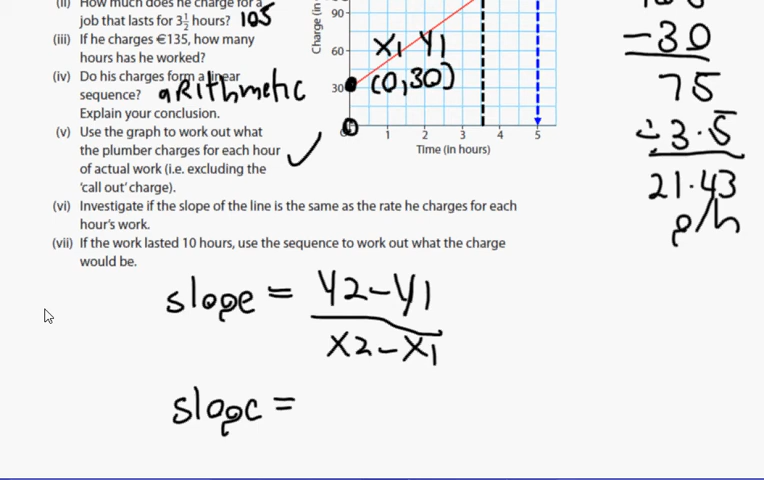 (ii) How much does he charge for a
job that lasts for 3½ hours? 105
(iii) If he charges €135, how many
hours has he worked?
(iv) Do his charges form a linear
sequence? aRithmetic
Explain your conclusion.
(v) Use the graph to work out what
the plumber charges for each hour
of actual work (i.e. excluding the
'call out' charge).
(vi) Investigate if the slope of the line is the same as the rate he charges for each
hour's work.
(vii) If the work lasted 10 hours, use the sequence to work out what the charge
would be.
Charge (in
90
60
30
X1 Y1
(0,30)
0
1 2 3 4 5
Time (in hours)
-30
75
÷3.5
21.43
p/h
slope = Y2-Y1
X2-X1
slope =